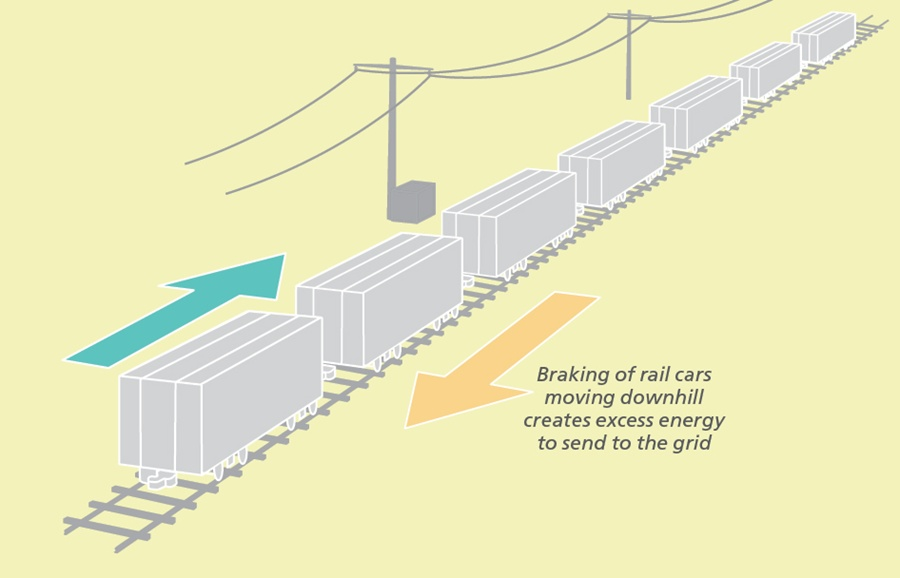 Braking of rail cars
moving downhill
creates excess energy
to send to the grid